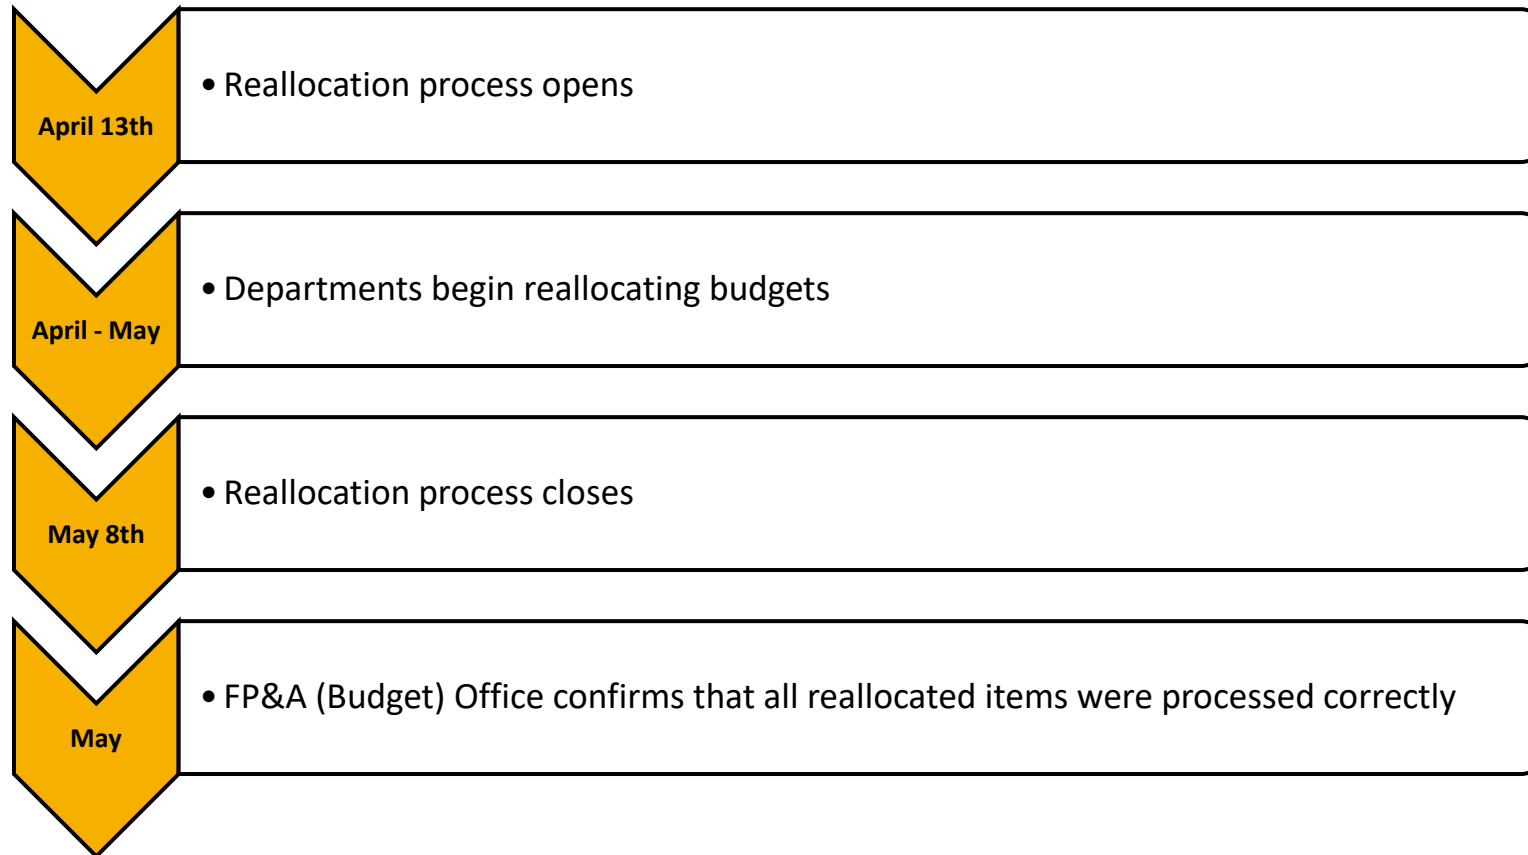 April 13th
• Reallocation process opens
April - May
• Departments begin reallocating budgets
May 8th
• Reallocation process closes
May
• FP&A (Budget) Office confirms that all reallocated items were processed correctly